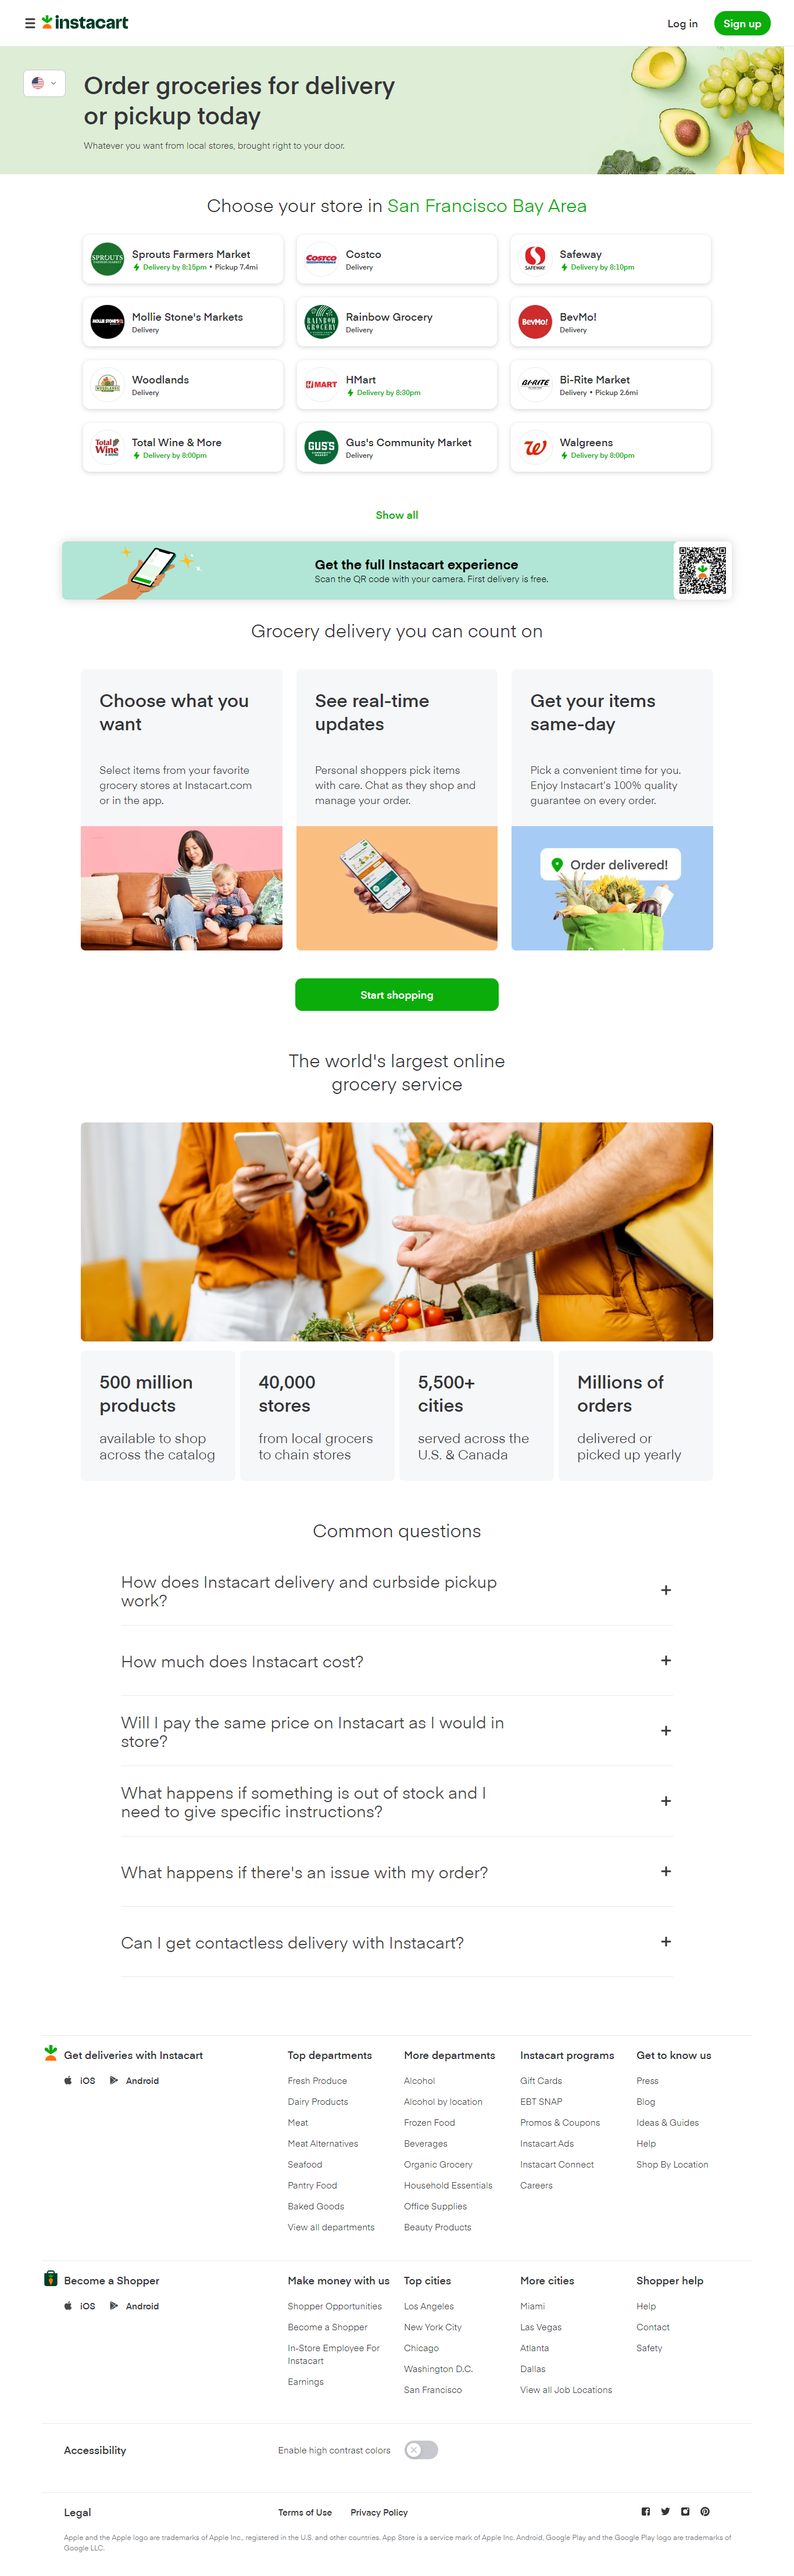 instacart
Log in
Sign up
Order groceries for delivery
or pickup today
Whatever you want from local stores, brought right to your door.
Choose your store in San Francisco Bay Area
SPROUTS
FARMERS MARKET
Sprouts Farmers Market
Delivery by 8:15pm • Pickup 7.4mi
COSTCO
WHOLESALE
Costco
Delivery
SAFEWAY
Safeway
Delivery by 8:10pm
MOLLIE STONE'S
Mollie Stone's Markets
Delivery
RAINBOW
GROCERY
Rainbow Grocery
Delivery
BevMo!
BevMo!
Delivery
WOODLANDS
Woodlands
Delivery
H MART
HMart
Delivery by 8:30pm
BI-RITE
Bi-Rite Market
Delivery • Pickup 2.6mi
Total
Wine
& MORE
Total Wine & More
Delivery by 8:00pm
GUS'S
COMMUNITY
MARKET
Gus's Community Market
Delivery
W
Walgreens
Delivery by 8:00pm
Show all
Get the full Instacart experience
Scan the QR code with your camera. First delivery is free.
Grocery delivery you can count on
Choose what you
want
Select items from your favorite
grocery stores at Instacart.com
or in the app.
See real-time
updates
Personal shoppers pick items
with care. Chat as they shop and
manage your order.
Get your items
same-day
Pick a convenient time for you.
Enjoy Instacart's 100% quality
guarantee on every order.
Order delivered!
Start shopping
The world's largest online
grocery service
500 million
products
available to shop
across the catalog
40,000
stores
from local grocers
to chain stores
5,500+
cities
served across the
U.S. & Canada
Millions of
orders
delivered or
picked up yearly
Common questions
How does Instacart delivery and curbside pickup
work?
How much does Instacart cost?
Will I pay the same price on Instacart as I would in
store?
What happens if something is out of stock and I
need to give specific instructions?
What happens if there's an issue with my order?
Can I get contactless delivery with Instacart?
Get deliveries with Instacart
iOS
Android
Top departments
Fresh Produce
Dairy Products
Meat
Meat Alternatives
Seafood
Pantry Food
Baked Goods
View all departments
More departments
Alcohol
Alcohol by location
Frozen Food
Beverages
Organic Grocery
Household Essentials
Office Supplies
Beauty Products
Instacart programs
Gift Cards
EBT SNAP
Promos & Coupons
Instacart Ads
Instacart Connect
Careers
Get to know us
Press
Blog
Ideas & Guides
Help
Shop By Location
Become a Shopper
iOS
Android
Make money with us
Shopper Opportunities
Become a Shopper
In-Store Employee For
Instacart
Earnings
Top cities
Los Angeles
New York City
Chicago
Washington D.C.
San Francisco
More cities
Miami
Las Vegas
Atlanta
Dallas
View all Job Locations
Shopper help
Help
Contact
Safety
Accessibility
Enable high contrast colors
Legal
Terms of Use
Privacy Policy
Apple and the Apple logo are trademarks of Apple Inc., registered in the U.S. and other countries. App Store is a service mark of Apple Inc. Android, Google Play and the Google Play logo are trademarks of
Google LLC.